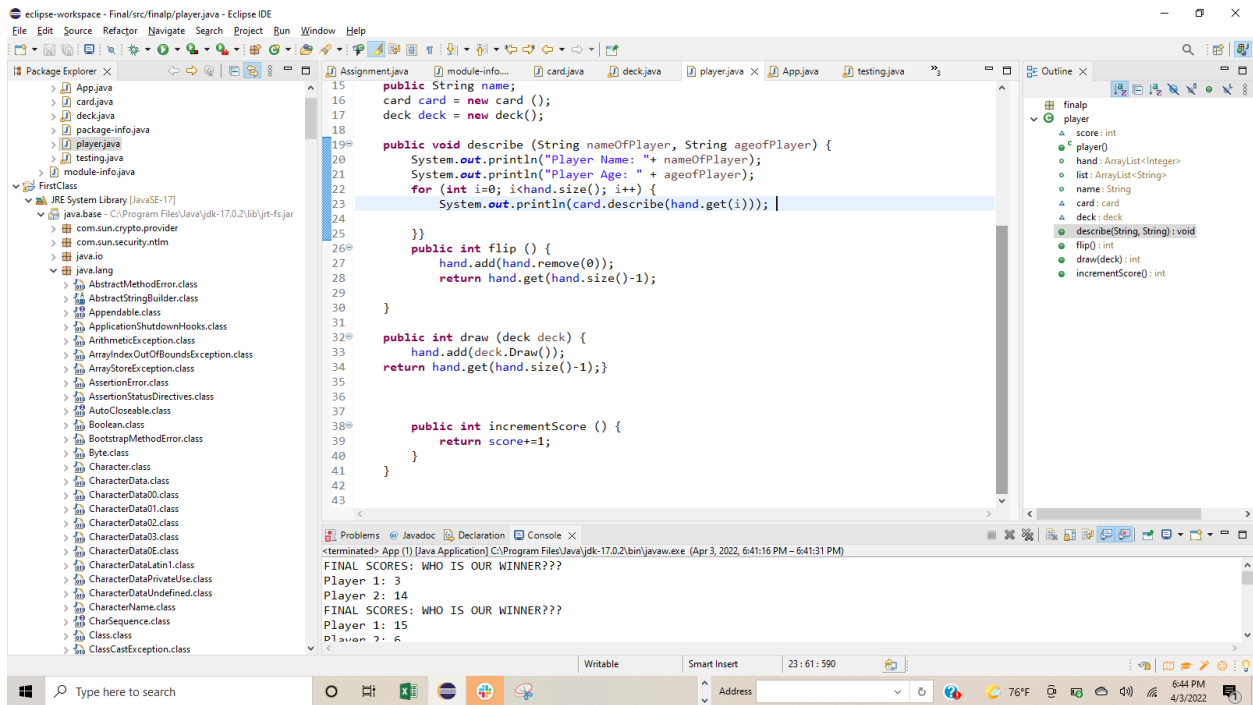 eclipse-workspace - Final/src/finalp/player.java - Eclipse IDE
File Edit Source Refactor Navigate Search Project Run Window Help
Package Explorer
App.java
card.java
deck.java
package-info.java
player.java
testing.java
module-info.java
FirstClass
JRE System Library [JavaSE-17]
java.base - C:\Program Files\Java\jdk-17.0.2\lib\jrt-fs.jar
com.sun.crypto.provider
com.sun.security.ntlm
java.io
java.lang
AbstractMethodError.class
AbstractStringBuilder.class
Appendable.class
ApplicationShutdownHooks.class
ArithmeticException.class
ArrayIndexOutOfBoundsException.class
ArrayStoreException.class
AssertionError.class
AssertionStatusDirectives.class
AutoCloseable.class
Boolean.class
BootstrapMethodError.class
Byte.class
Character.class
CharacterData.class
CharacterData00.class
CharacterData01.class
CharacterData02.class
CharacterData03.class
CharacterData0E.class
CharacterDataLatin1.class
CharacterDataPrivateUse.class
CharacterDataUndefined.class
CharacterName.class
CharSequence.class
Class.class
ClassCastException.class
Assignment.java module-info.... card.java deck.java player.java App.java testing.java »3
15 public String name;
16 card card = new card ();
17 deck deck = new deck();
18
19 public void describe (String nameOfPlayer, String ageofPlayer) {
20 System.out.println("Player Name: "+ nameOfPlayer);
21 System.out.println("Player Age: " + ageofPlayer);
22 for (int i=0; i<hand.size(); i++) {
23 System.out.println(card.describe(hand.get(i)));
24
25 }}
26 public int flip () {
27 hand.add(hand.remove(0));
28 return hand.get(hand.size()-1);
29
30 }
31
32 public int draw (deck deck) {
33 hand.add(deck.Draw());
34 return hand.get(hand.size()-1);}
35
36
37
38 public int incrementScore () {
39 return score+=1;
40 }
41 }
42
43
Outline
finalp
player
score : int
player()
hand : ArrayList<Integer>
list : ArrayList<String>
name : String
card : card
deck : deck
describe(String, String) : void
flip() : int
draw(deck) : int
incrementScore() : int
Problems @ Javadoc Declaration Console
<terminated> App (1) [Java Application] C:\Program Files\Java\jdk-17.0.2\bin\javaw.exe (Apr 3, 2022, 6:41:16 PM – 6:41:31 PM)
FINAL SCORES: WHO IS OUR WINNER???
Player 1: 3
Player 2: 14
FINAL SCORES: WHO IS OUR WINNER???
Player 1: 15
Player 2: 6
Writable Smart Insert 23 : 61 : 590
Type here to search
Address
76°F
6:44 PM
4/3/2022
1